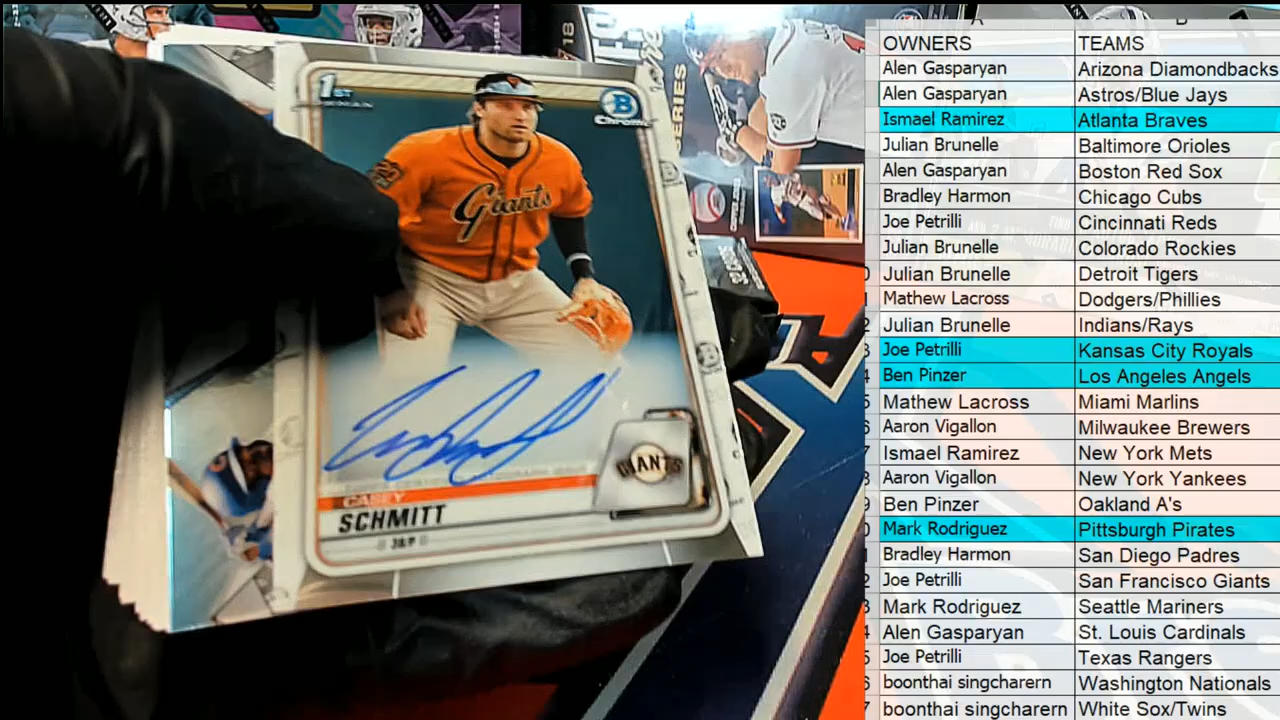 1ST
BOWMAN
B
Chrome
Giants
GIANTS
CASEY
SCHMITT
18
SERIES
OWNERS TEAMS
Alen Gasparyan Arizona Diamondbacks
Alen Gasparyan Astros/Blue Jays
Ismael Ramirez Atlanta Braves
Julian Brunelle Baltimore Orioles
Alen Gasparyan Boston Red Sox
Bradley Harmon Chicago Cubs
Joe Petrilli Cincinnati Reds
Julian Brunelle Colorado Rockies
Julian Brunelle Detroit Tigers
Mathew Lacross Dodgers/Phillies
Julian Brunelle Indians/Rays
Joe Petrilli Kansas City Royals
Ben Pinzer Los Angeles Angels
Mathew Lacross Miami Marlins
Aaron Vigallon Milwaukee Brewers
Ismael Ramirez New York Mets
Aaron Vigallon New York Yankees
Ben Pinzer Oakland A's
Mark Rodriguez Pittsburgh Pirates
Bradley Harmon San Diego Padres
Joe Petrilli San Francisco Giants
Mark Rodriguez Seattle Mariners
Alen Gasparyan St. Louis Cardinals
Joe Petrilli Texas Rangers
boonthai singcharern Washington Nationals
boonthai singcharern White Sox/Twins